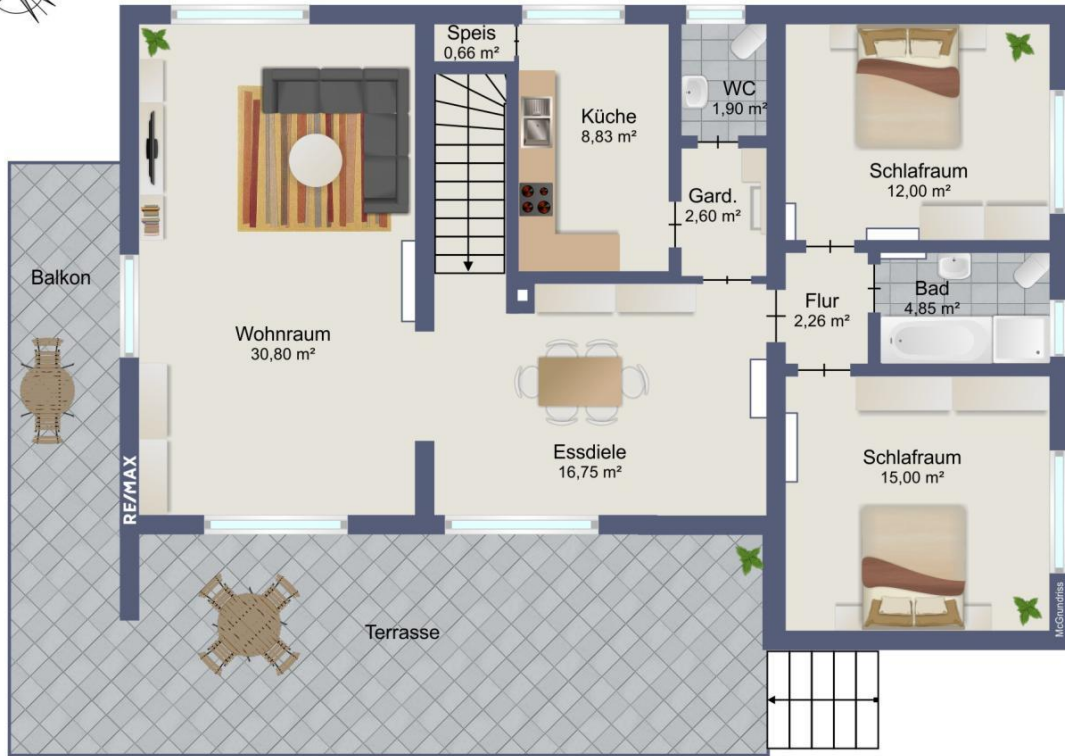 Speis
0,66 m²
Küche
8,83 m²
WC
1,90 m²
Gard.
2,60 m²
Schlafraum
12,00 m²
Balkon
Wohnraum
30,80 m²
Flur
2,26 m²
Bad
4,85 m²
Essdiele
16,75 m²
Schlafraum
15,00 m²
RE/MAX
Terrasse
McGrundriss